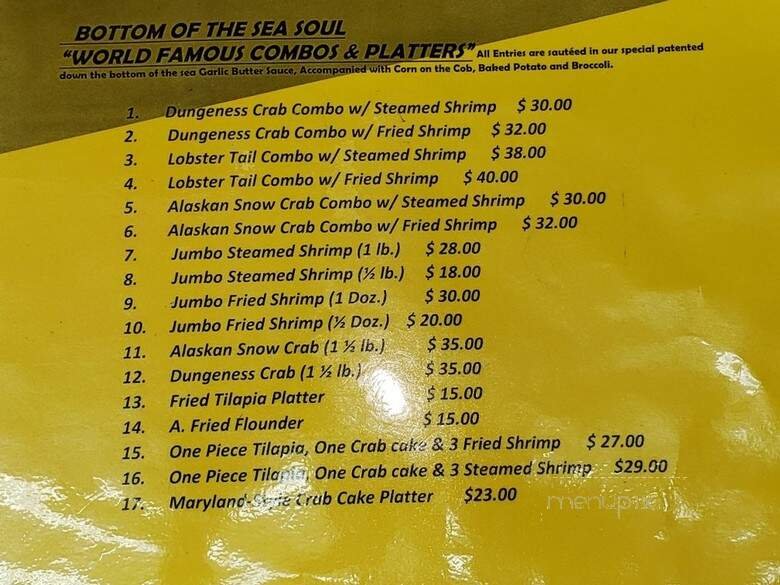 BOTTOM OF THE SEA SOUL
"WORLD FAMOUS COMBOS & PLATTERS" All Entries are sautéed in our special patented
down the bottom of the sea Garlic Butter Sauce, Accompanied with Corn on the Cob, Baked Potato and Broccoli.
1. Dungeness Crab Combo w/ Steamed Shrimp $ 30.00
2. Dungeness Crab Combo w/ Fried Shrimp $ 32.00
3. Lobster Tail Combo w/ Steamed Shrimp $ 38.00
4. Lobster Tail Combo w/ Fried Shrimp $ 40.00
5. Alaskan Snow Crab Combo w/ Steamed Shrimp $ 30.00
6. Alaskan Snow Crab Combo w/ Fried Shrimp $ 32.00
7. Jumbo Steamed Shrimp (1 lb.) $ 28.00
8. Jumbo Steamed Shrimp (½ lb.) $ 18.00
9. Jumbo Fried Shrimp (1 Doz.) $ 30.00
10. Jumbo Fried Shrimp (½ Doz.) $ 20.00
11. Alaskan Snow Crab (1 ½ lb.) $ 35.00
12. Dungeness Crab (1 ½ lb.) $ 35.00
13. Fried Tilapia Platter $ 15.00
14. A. Fried Flounder $ 15.00
15. One Piece Tilapia, One Crab cake & 3 Fried Shrimp $ 27.00
16. One Piece Tilapia, One Crab cake & 3 Steamed Shrimp $29.00
17. Maryland-Style Crab Cake Platter $23.00